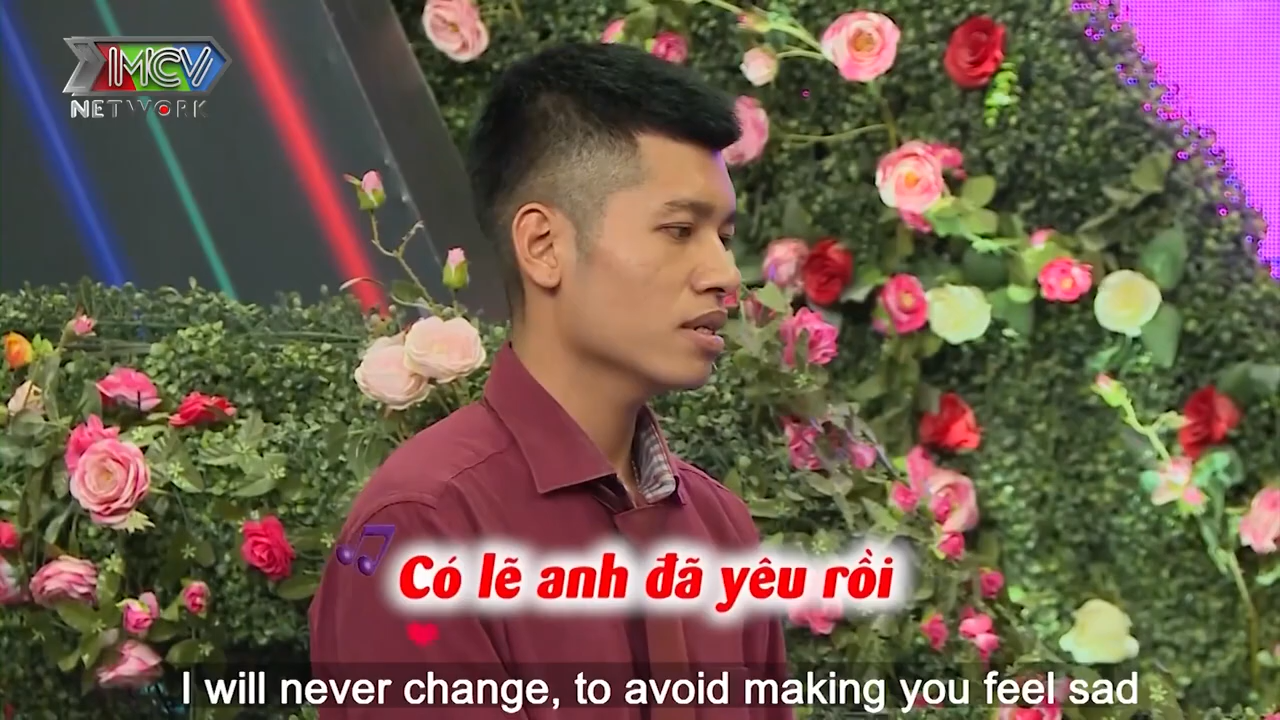 MCV
NETWORK
Có lẽ anh đã yêu rồi
I will never change, to avoid making you feel sad